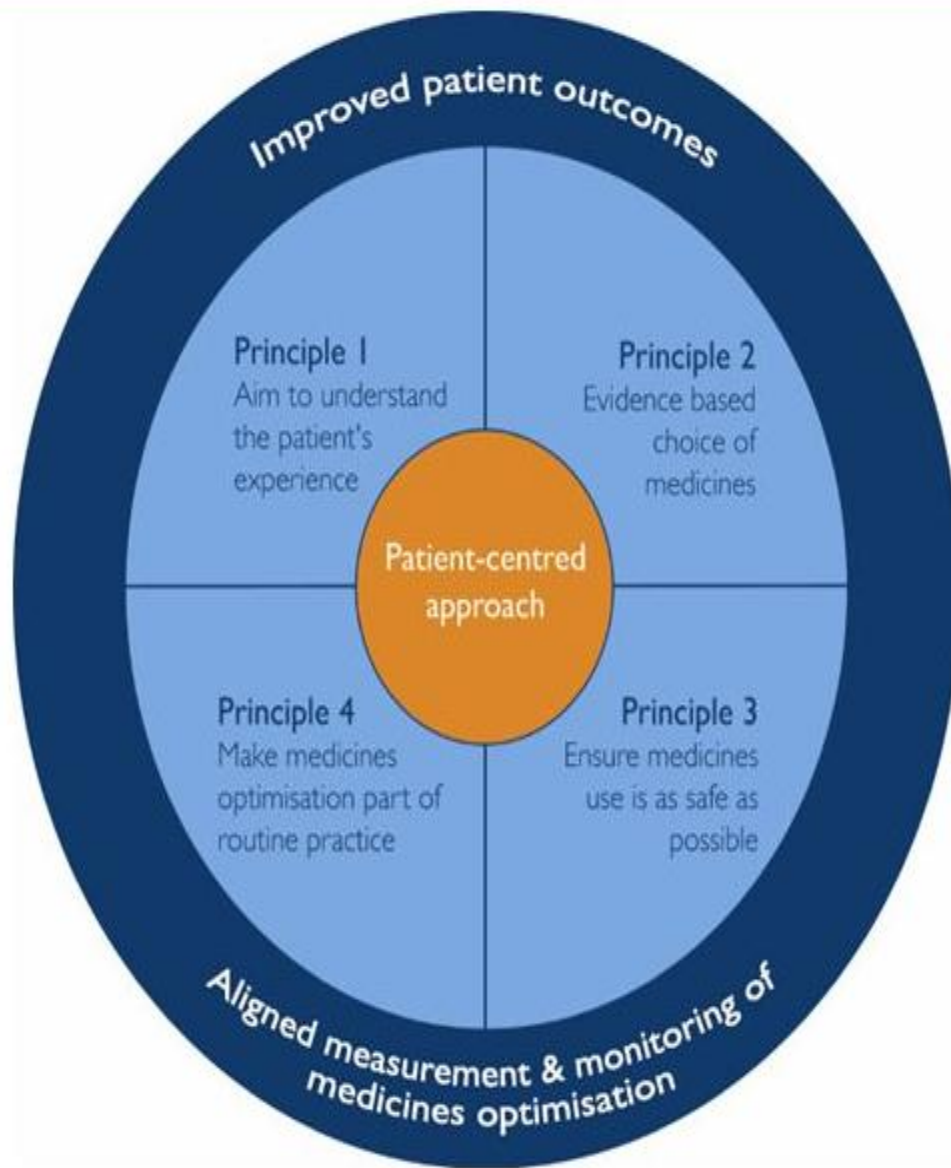 Improved patient outcomes
Principle 1
Aim to understand
the patient's
experience
Principle 2
Evidence based
choice of
medicines
Patient-centred
approach
Principle 4
Make medicines
optimisation part of
routine practice
Principle 3
Ensure medicines
use is as safe as
possible
Aligned measurement & monitoring of
medicines optimisation